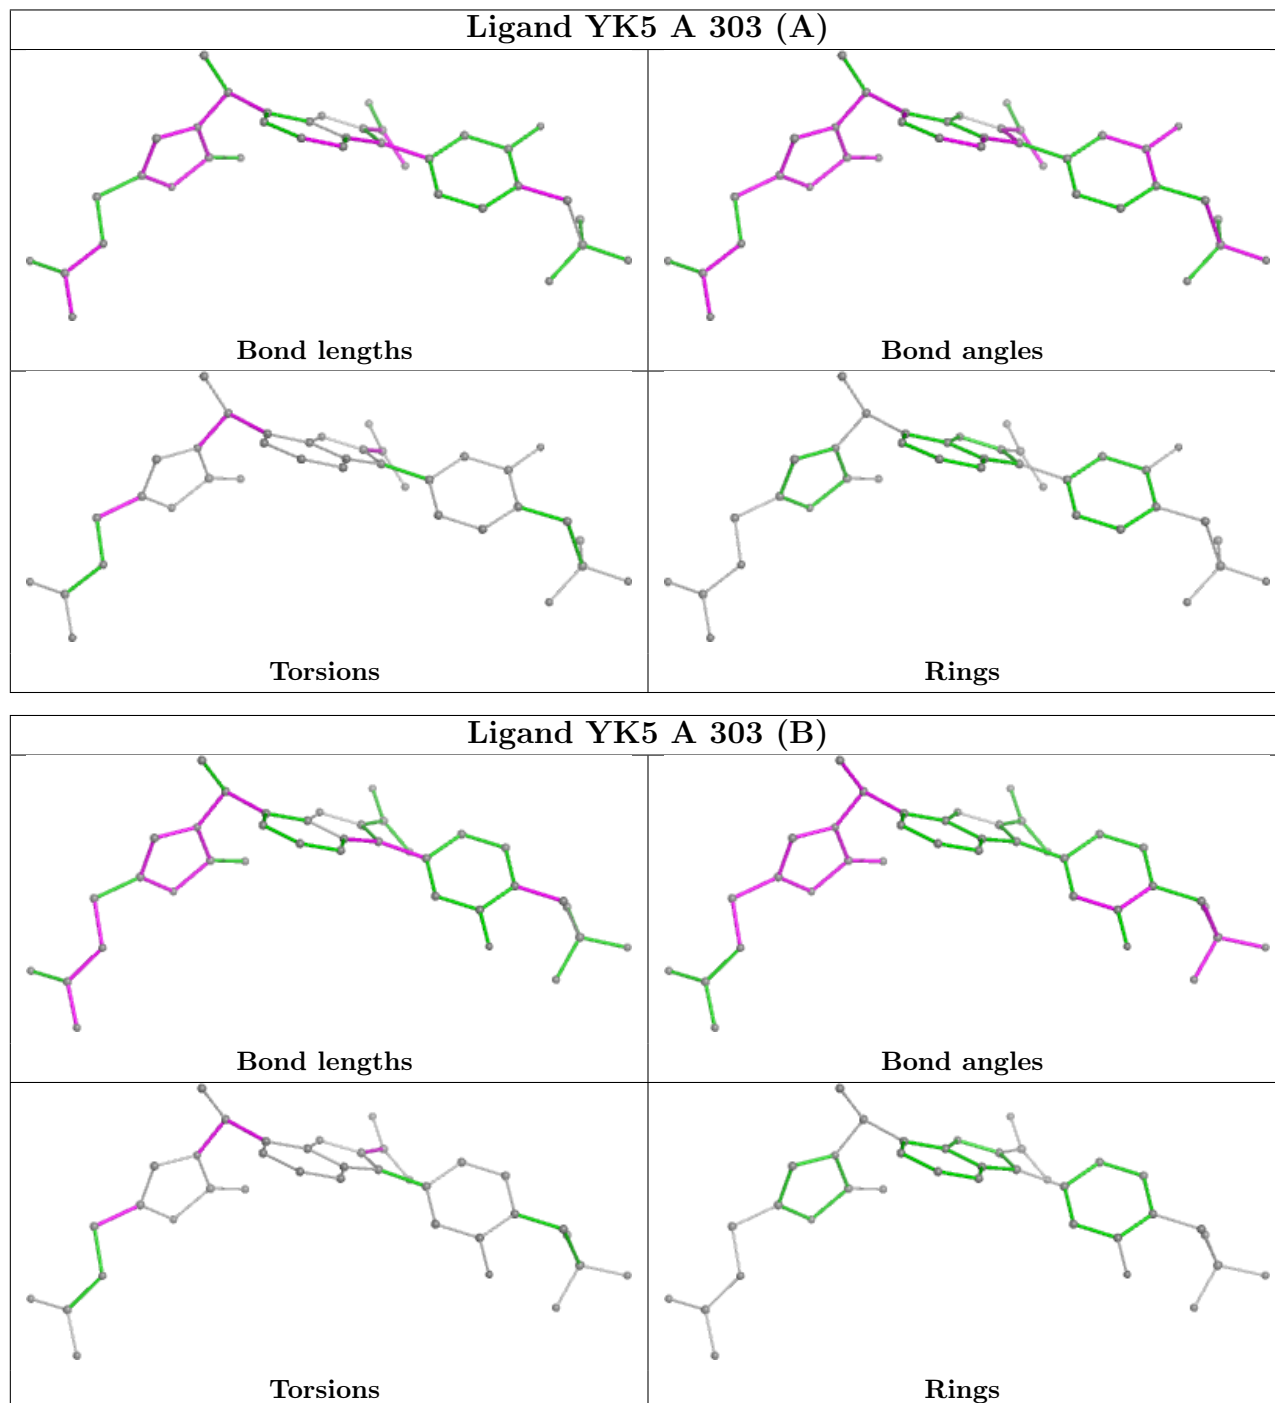 Ligand YK5 A 303 (A)
Bond lengths
Bond angles
Torsions
Rings
Ligand YK5 A 303 (B)
Bond lengths
Bond angles
Torsions
Rings